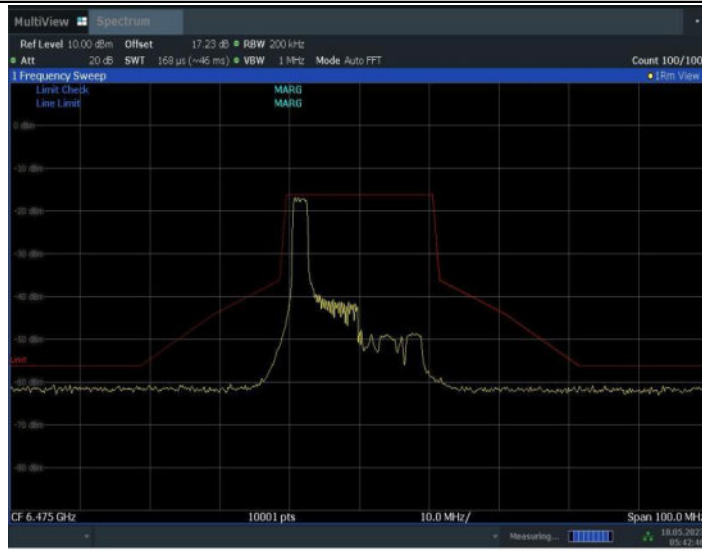 MultiView Spectrum
Ref Level 10.00 dBm Offset 17.23 dB RBW 200 kHz
Att 20 dB SWT 168 µs (~46 ms) VBW 1 MHz Mode Auto FFT Count 100/100
1 Frequency Sweep 1Rm View
Limit Check MARG
Line Limit MARG
0 dBm
-10 dBm
-20 dBm
-30 dBm
-40 dBm
-50 dBm
-60 dBm
-70 dBm
-80 dBm
CF 6.475 GHz 10001 pts 10.0 MHz/ Span 100.0 MHz
Measuring... 18.05.2023
05:42:46